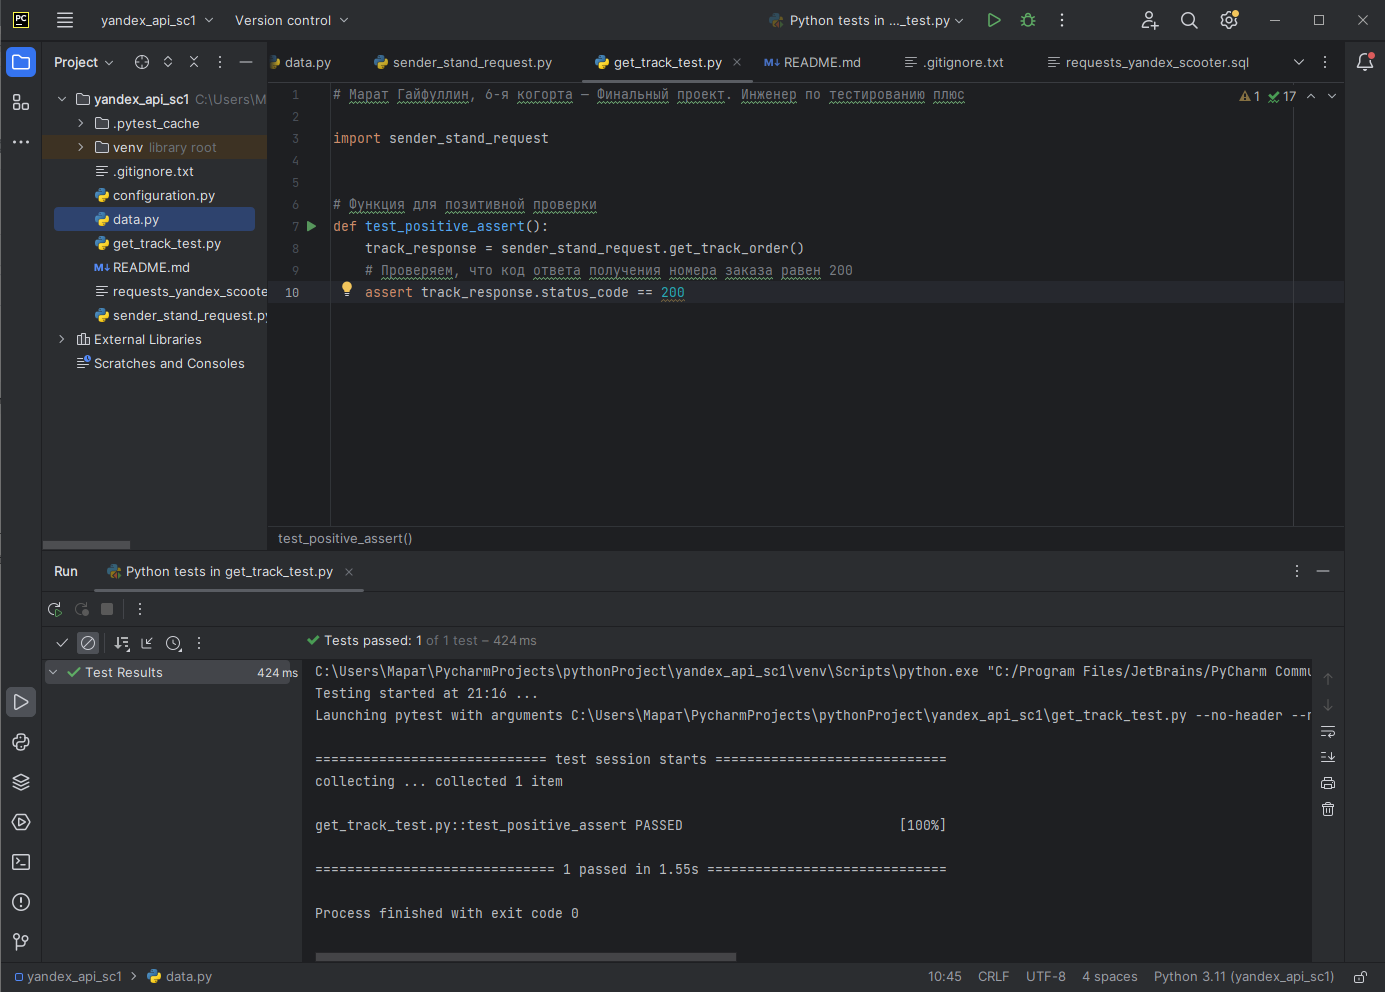 PC yandex_api_sc1 Version control Python tests in ..._test.py
Project data.py sender_stand_request.py get_track_test.py M↓ README.md .gitignore.txt requests_yandex_scooter.sql
yandex_api_sc1 C:\Users\M
.pytest_cache
venv library root
.gitignore.txt
configuration.py
data.py
get_track_test.py
M↓ README.md
requests_yandex_scoote
sender_stand_request.py
External Libraries
Scratches and Consoles
1 # Марат Гайфуллин, 6-я когорта – Финальный проект. Инженер по тестированию плюс
1 17
2
3 import sender_stand_request
4
5
6 # Функция для позитивной проверки
7 def test_positive_assert():
8 track_response = sender_stand_request.get_track_order()
9 # Проверяем, что код ответа получения номера заказа равен 200
10 assert track_response.status_code == 200
test_positive_assert()
Run Python tests in get_track_test.py
Tests passed: 1 of 1 test – 424 ms
Test Results 424 ms
C:\Users\Марат\PycharmProjects\pythonProject\yandex_api_sc1\venv\Scripts\python.exe "C:/Program Files/JetBrains/PyCharm Commu
Testing started at 21:16 ...
Launching pytest with arguments C:\Users\Марат\PycharmProjects\pythonProject\yandex_api_sc1\get_track_test.py --no-header --n
============================= test session starts =============================
collecting ... collected 1 item
get_track_test.py::test_positive_assert PASSED [100%]
============================== 1 passed in 1.55s ==============================
Process finished with exit code 0
yandex_api_sc1 data.py 10:45 CRLF UTF-8 4 spaces Python 3.11 (yandex_api_sc1)